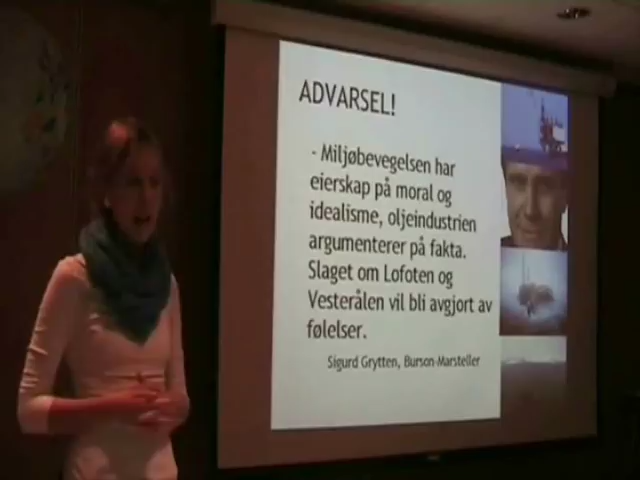 ADVARSEL!
- Miljøbevegelsen har
eierskap på moral og
idealisme, oljeindustrien
argumenterer på fakta.
Slaget om Lofoten og
Vesterålen vil bli avgjort av
følelser.
Sigurd Grytten, Burson-Marsteller